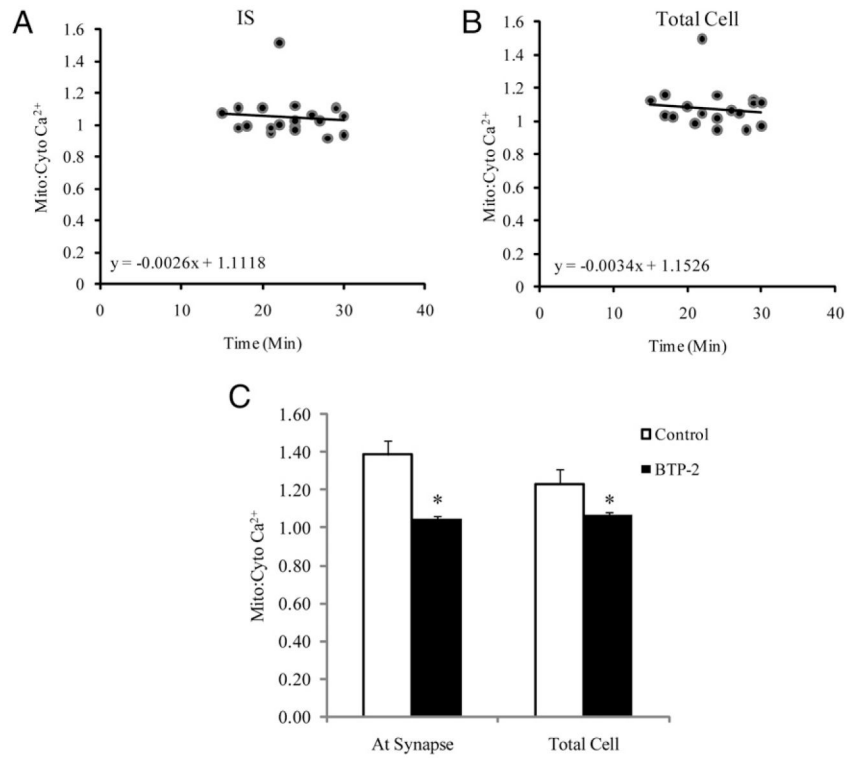 A
IS
1.6
1.4
1.2
1
0.8
0.6
0.4
0.2
0
Mito:Cyto Ca²⁺
y = -0.0026x + 1.1118
0 10 20 30 40
Time (Min)
B
Total Cell
1.6
1.4
1.2
1
0.8
0.6
0.4
0.2
0
Mito:Cyto Ca²⁺
y = -0.0034x + 1.1526
0 10 20 30 40
Time (Min)
C
1.60
1.40
1.20
1.00
0.80
0.60
0.40
0.20
0.00
Mito:Cyto Ca²⁺
Control
BTP-2
* *
At Synapse Total Cell